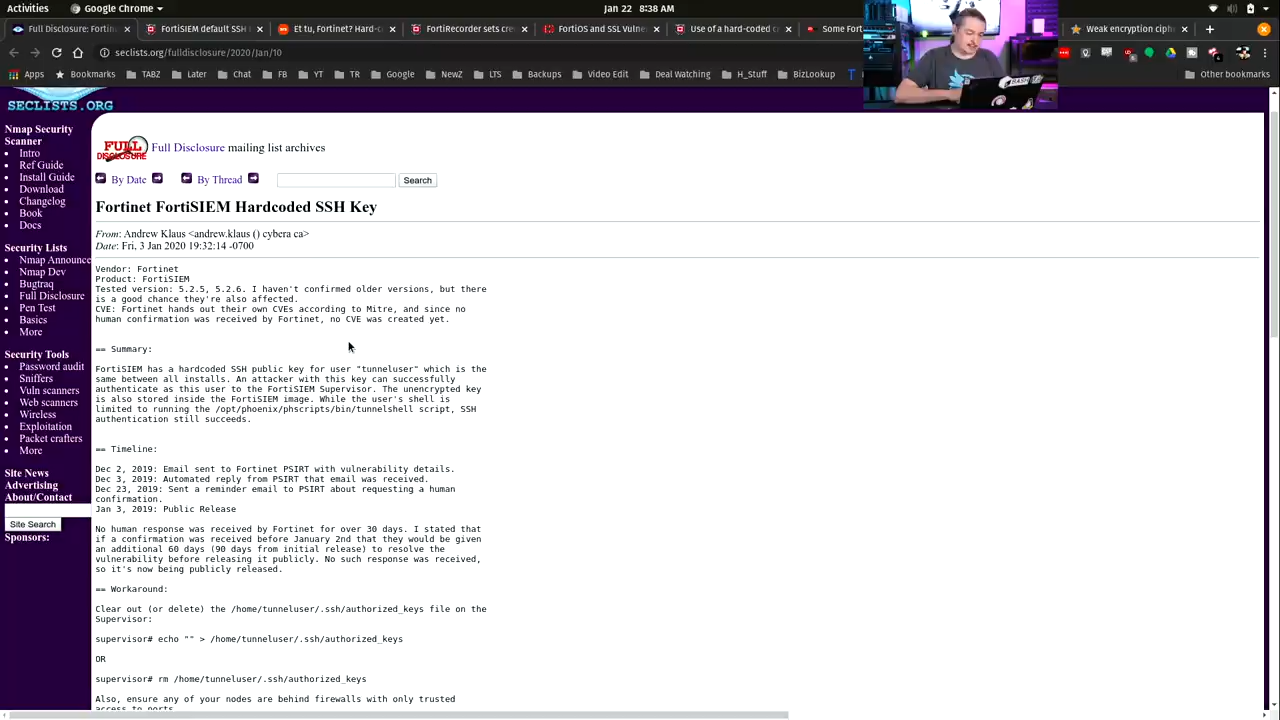 Activities
Google Chrome
Jan 22 8:38 AM
Full Disclosure: Fortin
Fortinet default SSH
Et tu, Fortinet? Hard-c
FortiOS and SSL Vulne
Use of a hard-coded
Some Fort
Weak encryption ciph
seclists.org/fulldisclosure/2020/Jan/10
Apps
Bookmarks
TABZ
Later
Chat
FB
YT
Google
NewZ
LTS
Backups
Video Edit
Deal Watching
H_Stuff
BizLookup
Other bookmarks
SECLISTS.ORG
Nmap Security
Scanner
Intro
Ref Guide
Install Guide
Download
Changelog
Book
Docs
Security Lists
Nmap Announce
Nmap Dev
Bugtraq
Full Disclosure
Pen Test
Basics
More
Security Tools
Password audit
Sniffers
Vuln scanners
Web scanners
Wireless
Exploitation
Packet crafters
More
Site News
Advertising
About/Contact
Site Search
Sponsors:
FULL
DISCLOSURE
Full Disclosure mailing list archives
By Date
By Thread
Search
Fortinet FortiSIEM Hardcoded SSH Key
From: Andrew Klaus <andrew.klaus () cybera ca>
Date: Fri, 3 Jan 2020 19:32:14 -0700
Vendor: Fortinet
Product: FortiSIEM
Tested version: 5.2.5, 5.2.6. I haven't confirmed older versions, but there
is a good chance they're also affected.
CVE: Fortinet hands out their own CVEs according to Mitre, and since no
human confirmation was received by Fortinet, no CVE was created yet.
== Summary:
FortiSIEM has a hardcoded SSH public key for user "tunneluser" which is the
same between all installs. An attacker with this key can successfully
authenticate as this user to the FortiSIEM Supervisor. The unencrypted key
is also stored inside the FortiSIEM image. While the user's shell is
limited to running the /opt/phoenix/phscripts/bin/tunnelshell script, SSH
authentication still succeeds.
== Timeline:
Dec 2, 2019: Email sent to Fortinet PSIRT with vulnerability details.
Dec 3, 2019: Automated reply from PSIRT that email was received.
Dec 23, 2019: Sent a reminder email to PSIRT about requesting a human
confirmation.
Jan 3, 2019: Public Release
No human response was received by Fortinet for over 30 days. I stated that
if a confirmation was received before January 2nd that they would be given
an additional 60 days (90 days from initial release) to resolve the
vulnerability before releasing it publicly. No such response was received,
so it's now being publicly released.
== Workaround:
Clear out (or delete) the /home/tunneluser/.ssh/authorized_keys file on the
Supervisor:
supervisor# echo "" > /home/tunneluser/.ssh/authorized_keys
OR
supervisor# rm /home/tunneluser/.ssh/authorized_keys
Also, ensure any of your nodes are behind firewalls with only trusted
access to ports